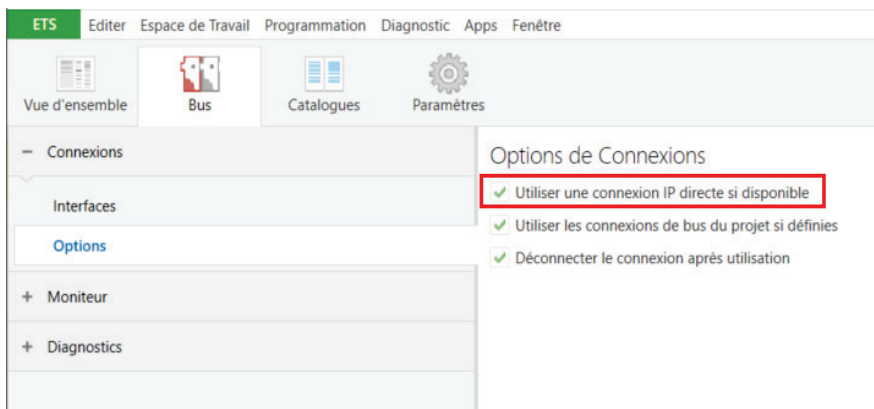 ETS Editer Espace de Travail Programmation Diagnostic Apps Fenêtre
Vue d'ensemble Bus Catalogues Paramètres
− Connexions
Options de Connexions
Utiliser une connexion IP directe si disponible
Interfaces
Utiliser les connexions de bus du projet si définies
Options
Déconnecter le connexion après utilisation
+ Moniteur
+ Diagnostics